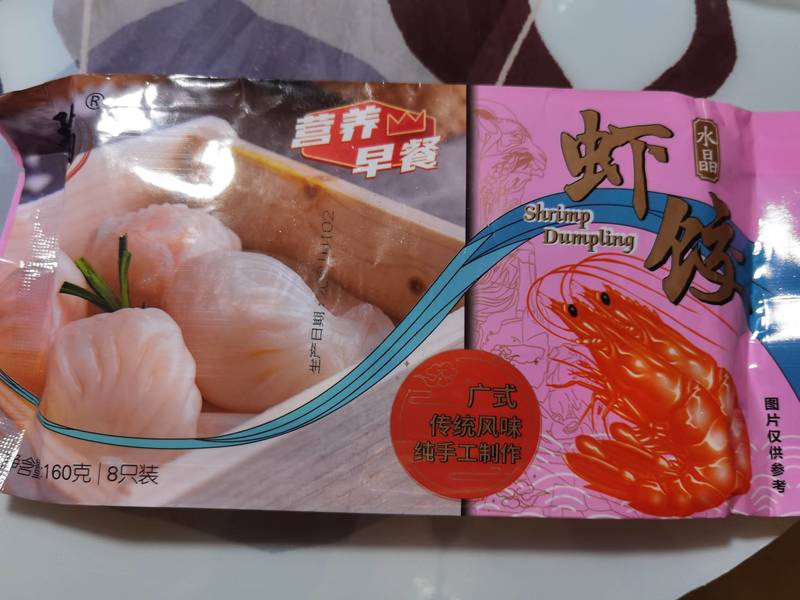 ®
营养
早餐
水晶
虾饺
Shrimp
Dumpling
生产日期
广式
传统风味
纯手工制作
160克 | 8只装
图片仅供参考